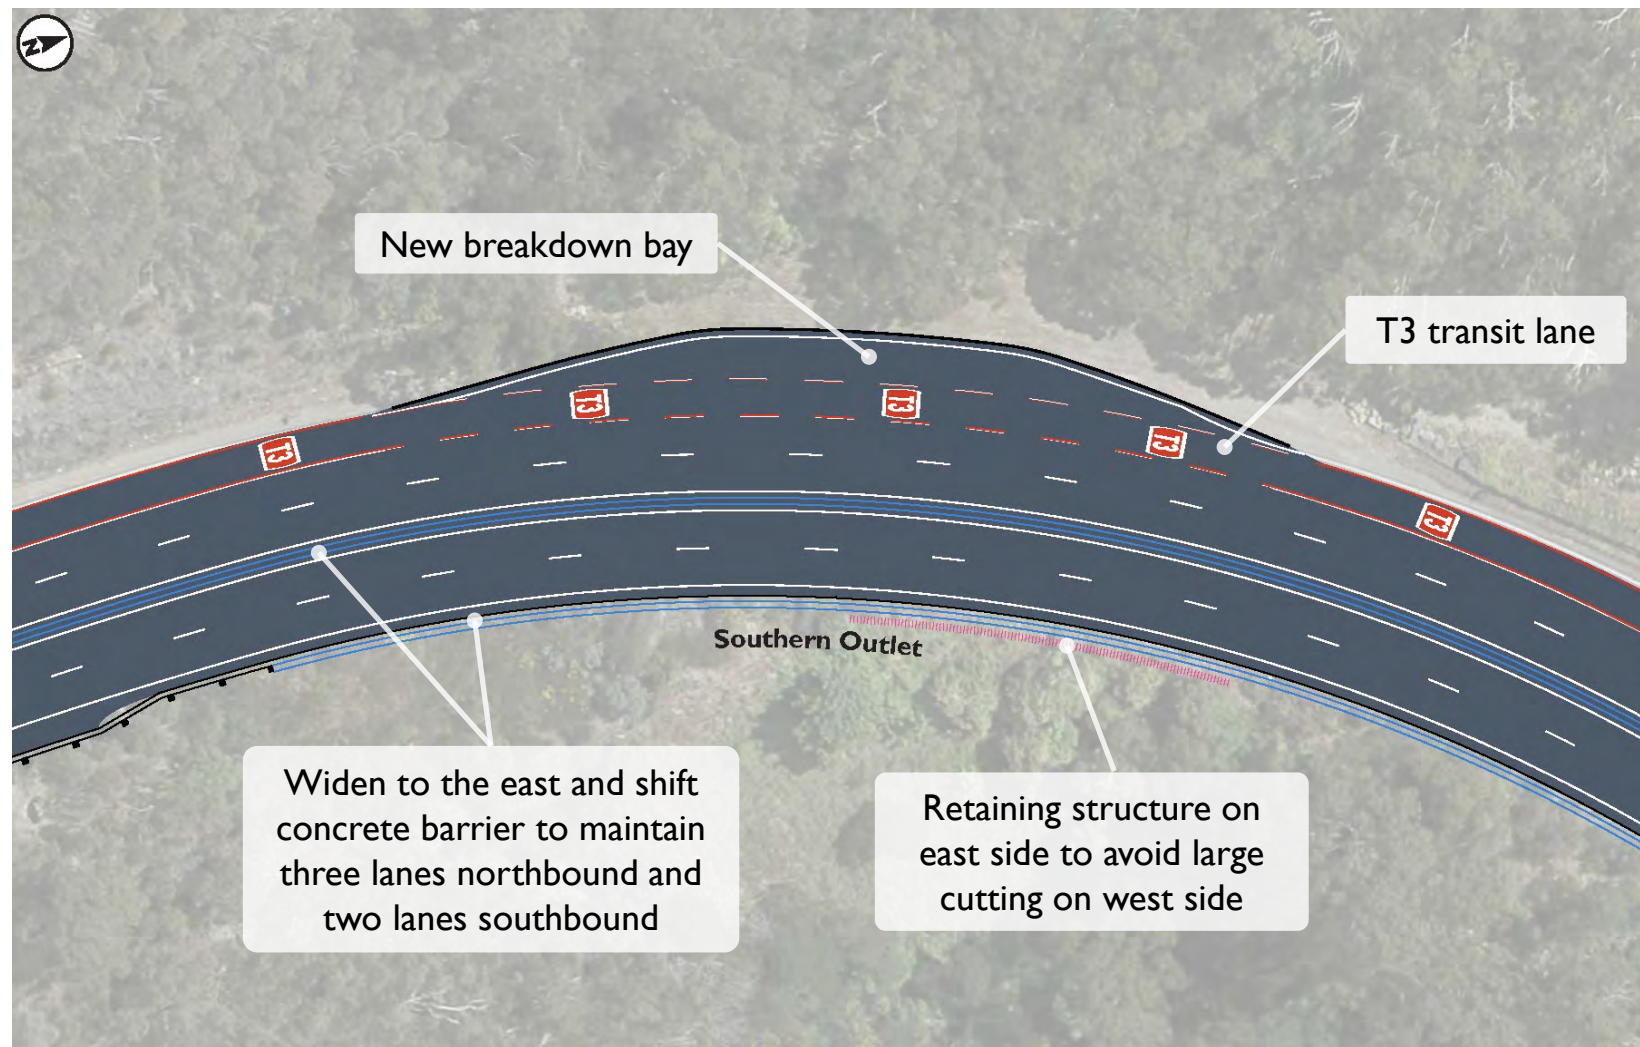 Z
New breakdown bay
T3 transit lane
T3
T3
T3
T3
T3
Southern Outlet
Widen to the east and shift
concrete barrier to maintain
three lanes northbound and
two lanes southbound
Retaining structure on
east side to avoid large
cutting on west side